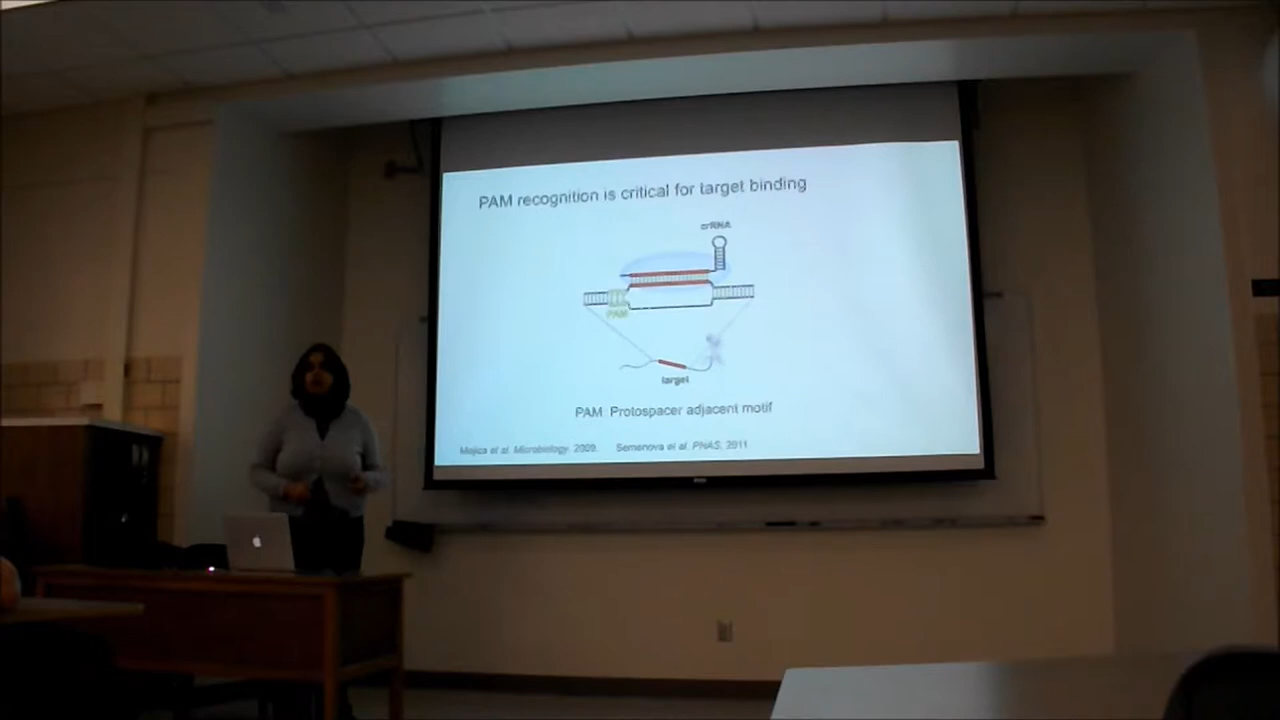 PAM recognition is critical for target binding
crRNA
PAM
target
PAM Protospacer adjacent motif
Mojica et al. Microbiology. 2009. Semenova et al. PNAS, 2011